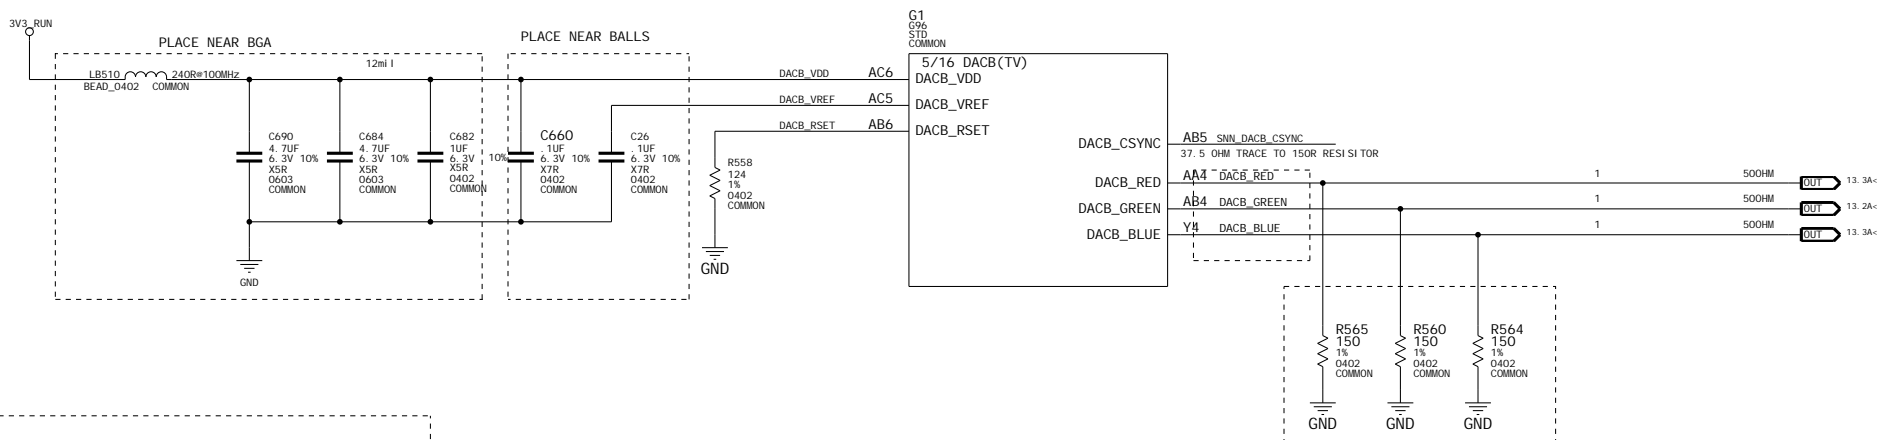 3V3_RUN
PLACE NEAR BGA
PLACE NEAR BALLS
12mil
LB510
240R@100MHz
BEAD_0402
COMMON
C690
4.7UF
6.3V 10%
X5R
0603
COMMON
C684
4.7UF
6.3V 10%
X5R
0603
COMMON
C682
1UF
6.3V 10%
X5R
0402
COMMON
C660
.1UF
6.3V 10%
X7R
0402
COMMON
C26
.1UF
6.3V 10%
X7R
0402
COMMON
GND
DACB_VDD
AC6
DACB_VREF
AC5
DACB_RSET
AB6
R558
124
1%
0402
COMMON
GND
G1
G96
STD
COMMON
5/16 DACB(TV)
DACB_VDD
DACB_VREF
DACB_RSET
DACB_CSYNC
DACB_RED
DACB_GREEN
DACB_BLUE
AB5 SNN_DACB_CSYNC
37.5 OHM TRACE TO 150R RESISITOR
AA4 DACB_RED
1
50OHM
OUT
13.3A<
AB4 DACB_GREEN
1
50OHM
OUT
13.2A<
Y4 DACB_BLUE
1
50OHM
OUT
13.3A<
R565
150
1%
0402
COMMON
GND
R560
150
1%
0402
COMMON
GND
R564
150
1%
0402
COMMON
GND